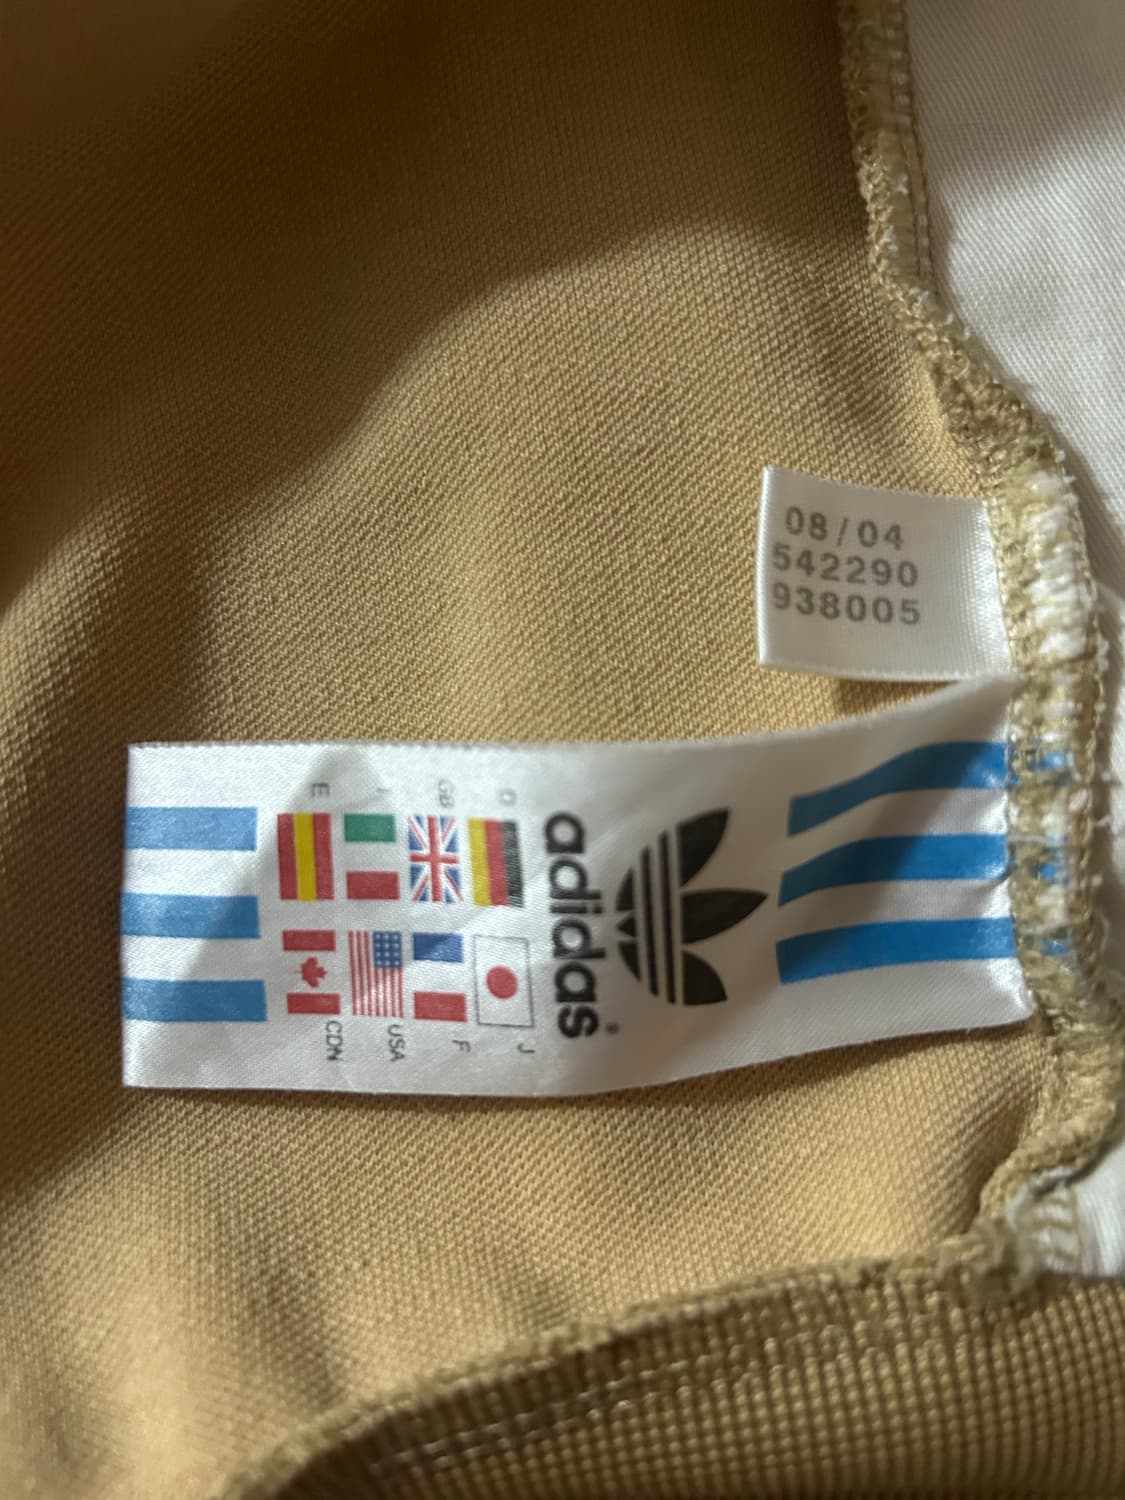 08/04
542290
938005
adidas®
D
J
GB
F
I
USA
E
CDN